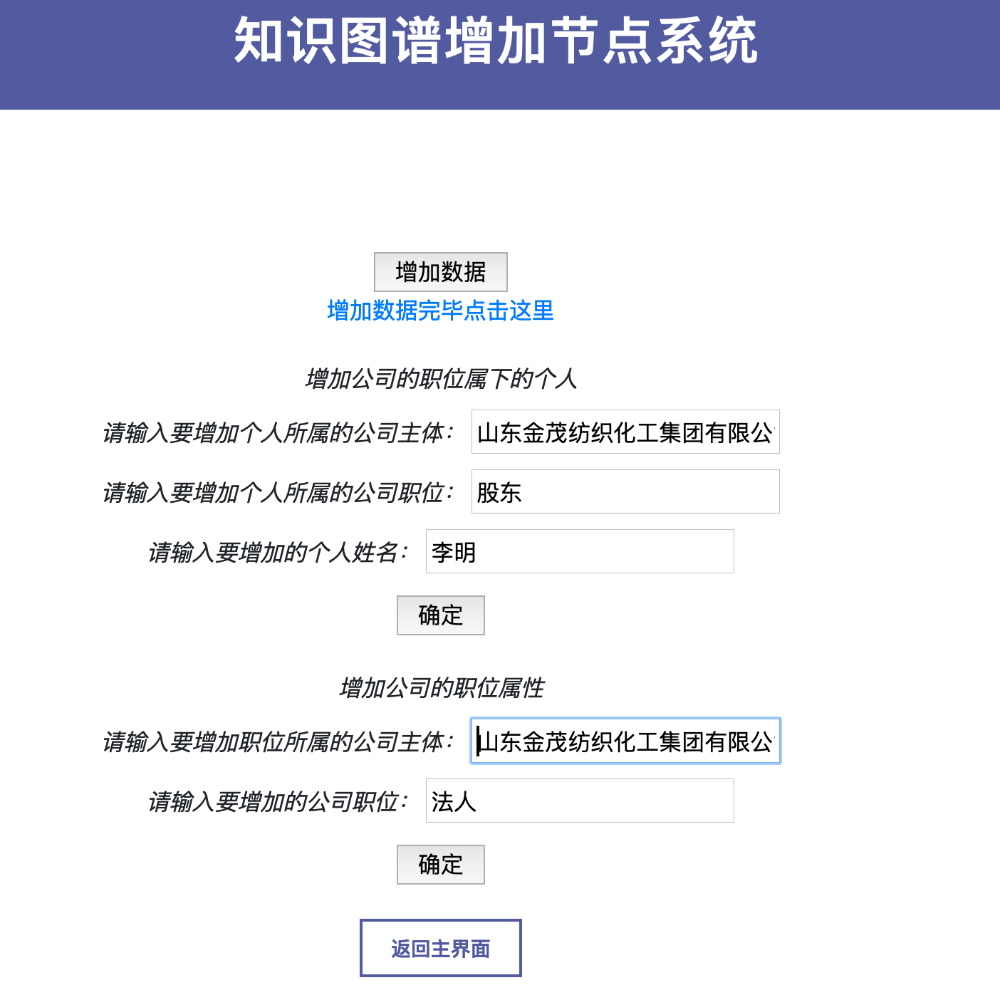 知识图谱增加节点系统
增加数据
增加数据完毕点击这里
增加公司的职位属下的个人
请输入要增加个人所属的公司主体： 山东金茂纺织化工集团有限公
请输入要增加个人所属的公司职位： 股东
请输入要增加的个人姓名： 李明
确定
增加公司的职位属性
请输入要增加职位所属的公司主体： 山东金茂纺织化工集团有限公
请输入要增加的公司职位： 法人
确定
返回主界面